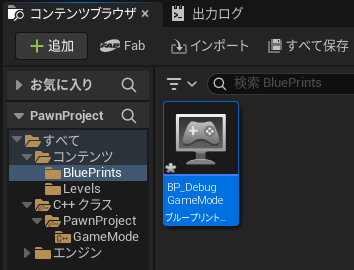 コンテンツブラウザ
出力ログ
追加
Fab
インポート
すべて保存
お気に入り
検索 BluePrints
PawnProject
すべて
コンテンツ
BluePrints
Levels
C++ クラス
PawnProject
GameMode
エンジン
BP_Debug
GameMode
ブループリント...